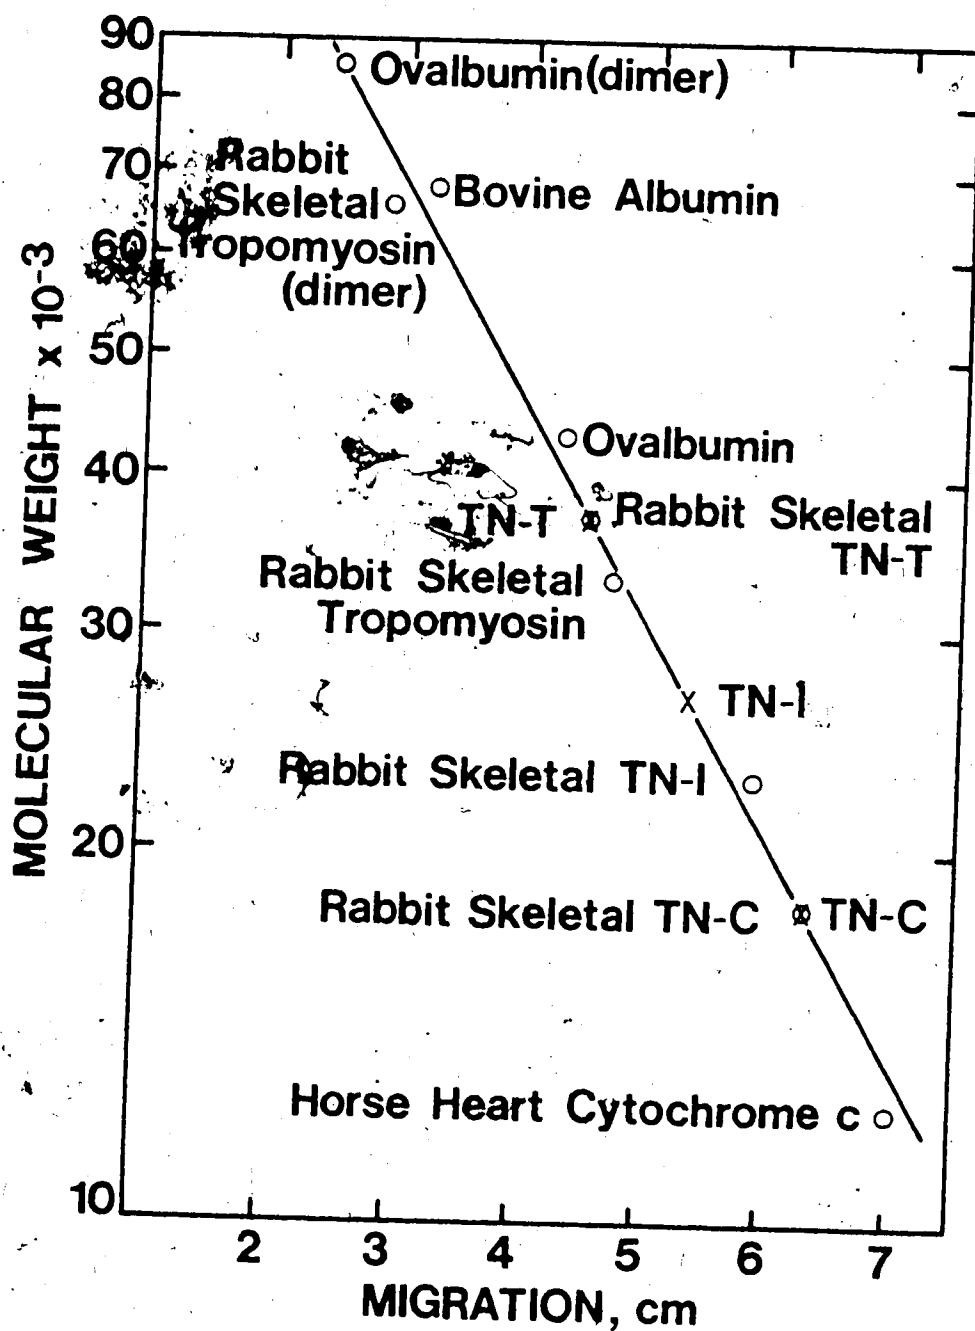 90
80
70
60
50
40
30
20
10
MOLECULAR WEIGHT x 10-3
Ovalbumin(dimer)
Rabbit
Skeletal
Tropomyosin
(dimer)
Bovine Albumin
Ovalbumin
TN-T
Rabbit Skeletal
TN-T
Rabbit Skeletal
Tropomyosin
TN-I
Rabbit Skeletal TN-I
Rabbit Skeletal TN-C
TN-C
Horse Heart Cytochrome c
2 3 4 5 6 7
MIGRATION, cm